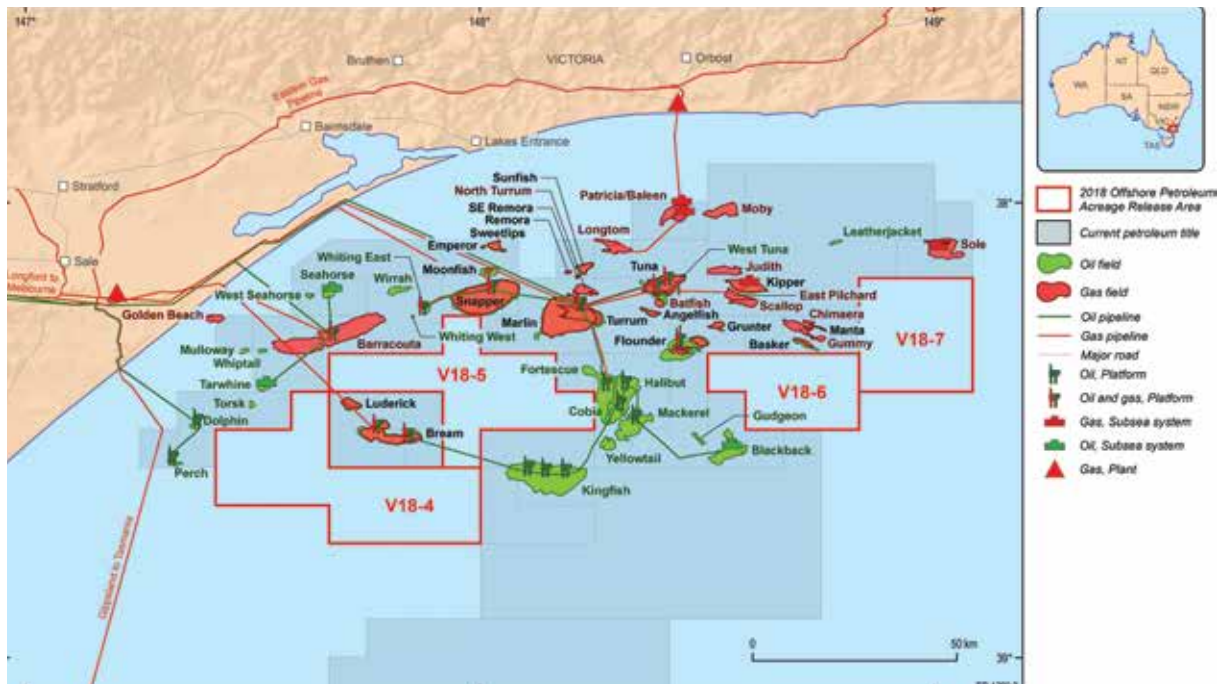 147°
148°
149°
VICTORIA
Bruthen
Orbost
Eastern Gas
Pipeline
Bairnsdale
Lakes Entrance
Stratford
Sale
Longford to
Melbourne
38°
Sunfish
North Turrum
SE Remora
Remora
Sweetlips
Patricia/Baleen
Moby
Longtom
Emperor
Leatherjacket
Sole
West Tuna
Whiting East
Moonfish
Tuna
Judith
Kipper
Seahorse
Wirrah
Snapper
East Pilchard
West Seahorse
Batfish
Scallop
Angelfish
Chimaera
Golden Beach
Marlin
Turrum
Grunter
Manta
Whiting West
Flounder
Basker
Gummy
Mulloway
Barracouta
Whiptail
V18-7
V18-5
Fortescue
Tarwhine
Halibut
V18-6
Torsk
Luderick
Cobia
Mackerel
Gudgeon
Dolphin
Bream
Yellowtail
Blackback
Perch
Kingfish
V18-4
Gippsland to Tasmania
0
50 km
39°
WA
NT
QLD
SA
NSW
VIC
TAS
2018 Offshore Petroleum
Acreage Release Area
Current petroleum title
Oil field
Gas field
Oil pipeline
Gas pipeline
Major road
Oil, Platform
Oil and gas, Platform
Gas, Subsea system
Oil, Subsea system
Gas, Plant